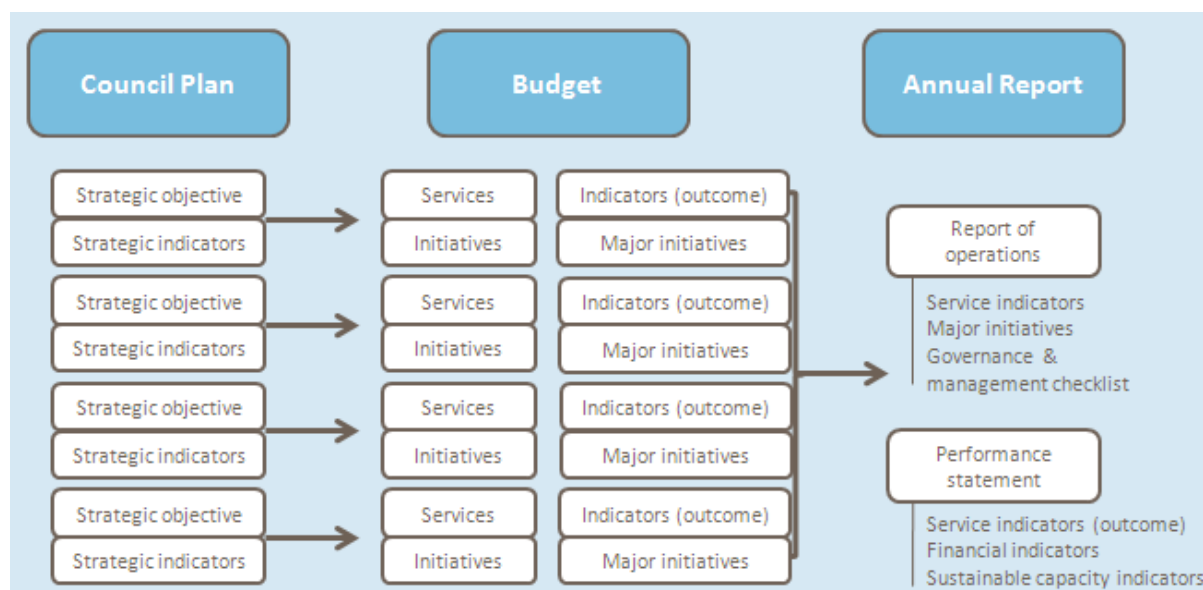 Council Plan
Budget
Annual Report
Strategic objective
Strategic indicators
Strategic objective
Strategic indicators
Strategic objective
Strategic indicators
Strategic objective
Strategic indicators
Services
Initiatives
Services
Initiatives
Services
Initiatives
Services
Initiatives
Indicators (outcome)
Major initiatives
Indicators (outcome)
Major initiatives
Indicators (outcome)
Major initiatives
Indicators (outcome)
Major initiatives
Report of
operations
Service indicators
Major initiatives
Governance &
management checklist
Performance
statement
Service indicators (outcome)
Financial indicators
Sustainable capacity indicators